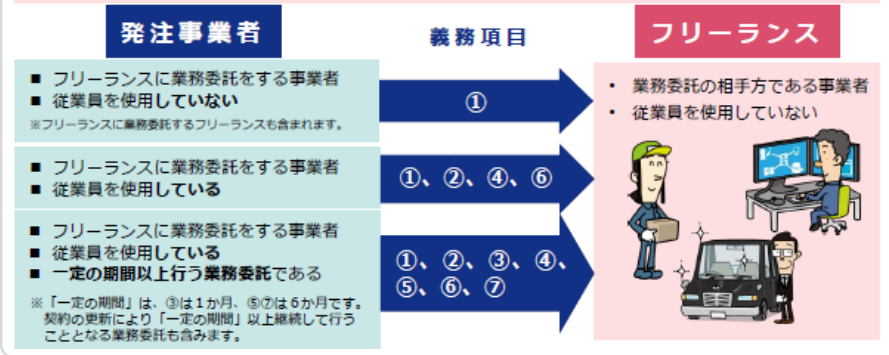 発注事業者
義務項目
フリーランス
■ フリーランスに業務委託をする事業者
■ 従業員を使用していない
※フリーランスに業務委託するフリーランスも含まれます。
①
■ フリーランスに業務委託をする事業者
■ 従業員を使用している
①、②、④、⑥
■ フリーランスに業務委託をする事業者
■ 従業員を使用している
■ 一定の期間以上行う業務委託である
※「一定の期間」は、③は1か月、⑤⑦は6か月です。
契約の更新により「一定の期間」以上継続して行う
こととなる業務委託も含みます。
①、②、③、④、
⑤、⑥、⑦
・ 業務委託の相手方である事業者
・ 従業員を使用していない